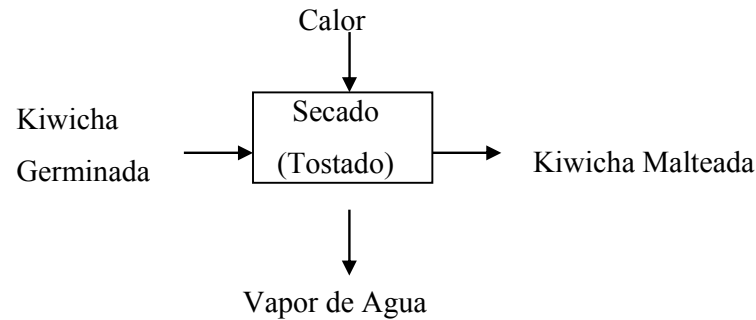 Calor
Kiwicha
Germinada
Secado
(Tostado)
Kiwicha Malteada
Vapor de Agua